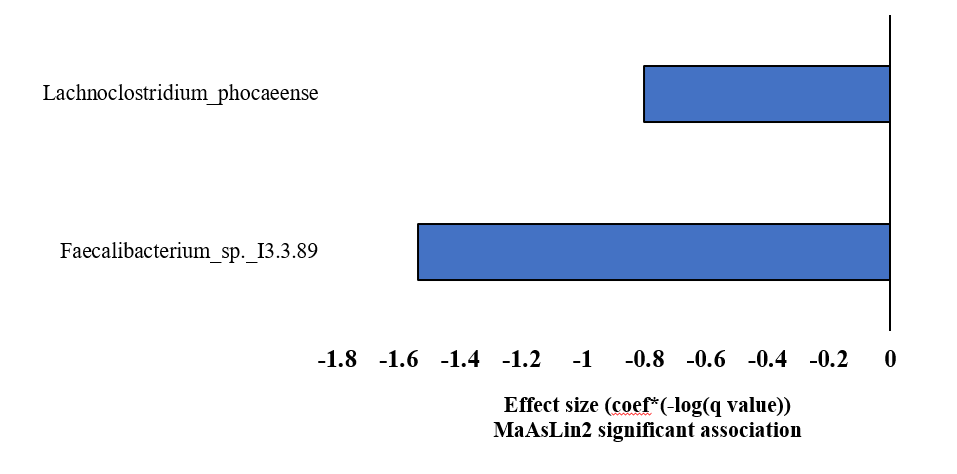 Lachnoclostridium_phocaeense
Faecalibacterium_sp._I3.3.89
-1.8 -1.6 -1.4 -1.2 -1 -0.8 -0.6 -0.4 -0.2 0
Effect size (coef*(-log(q value))
MaAsLin2 significant association